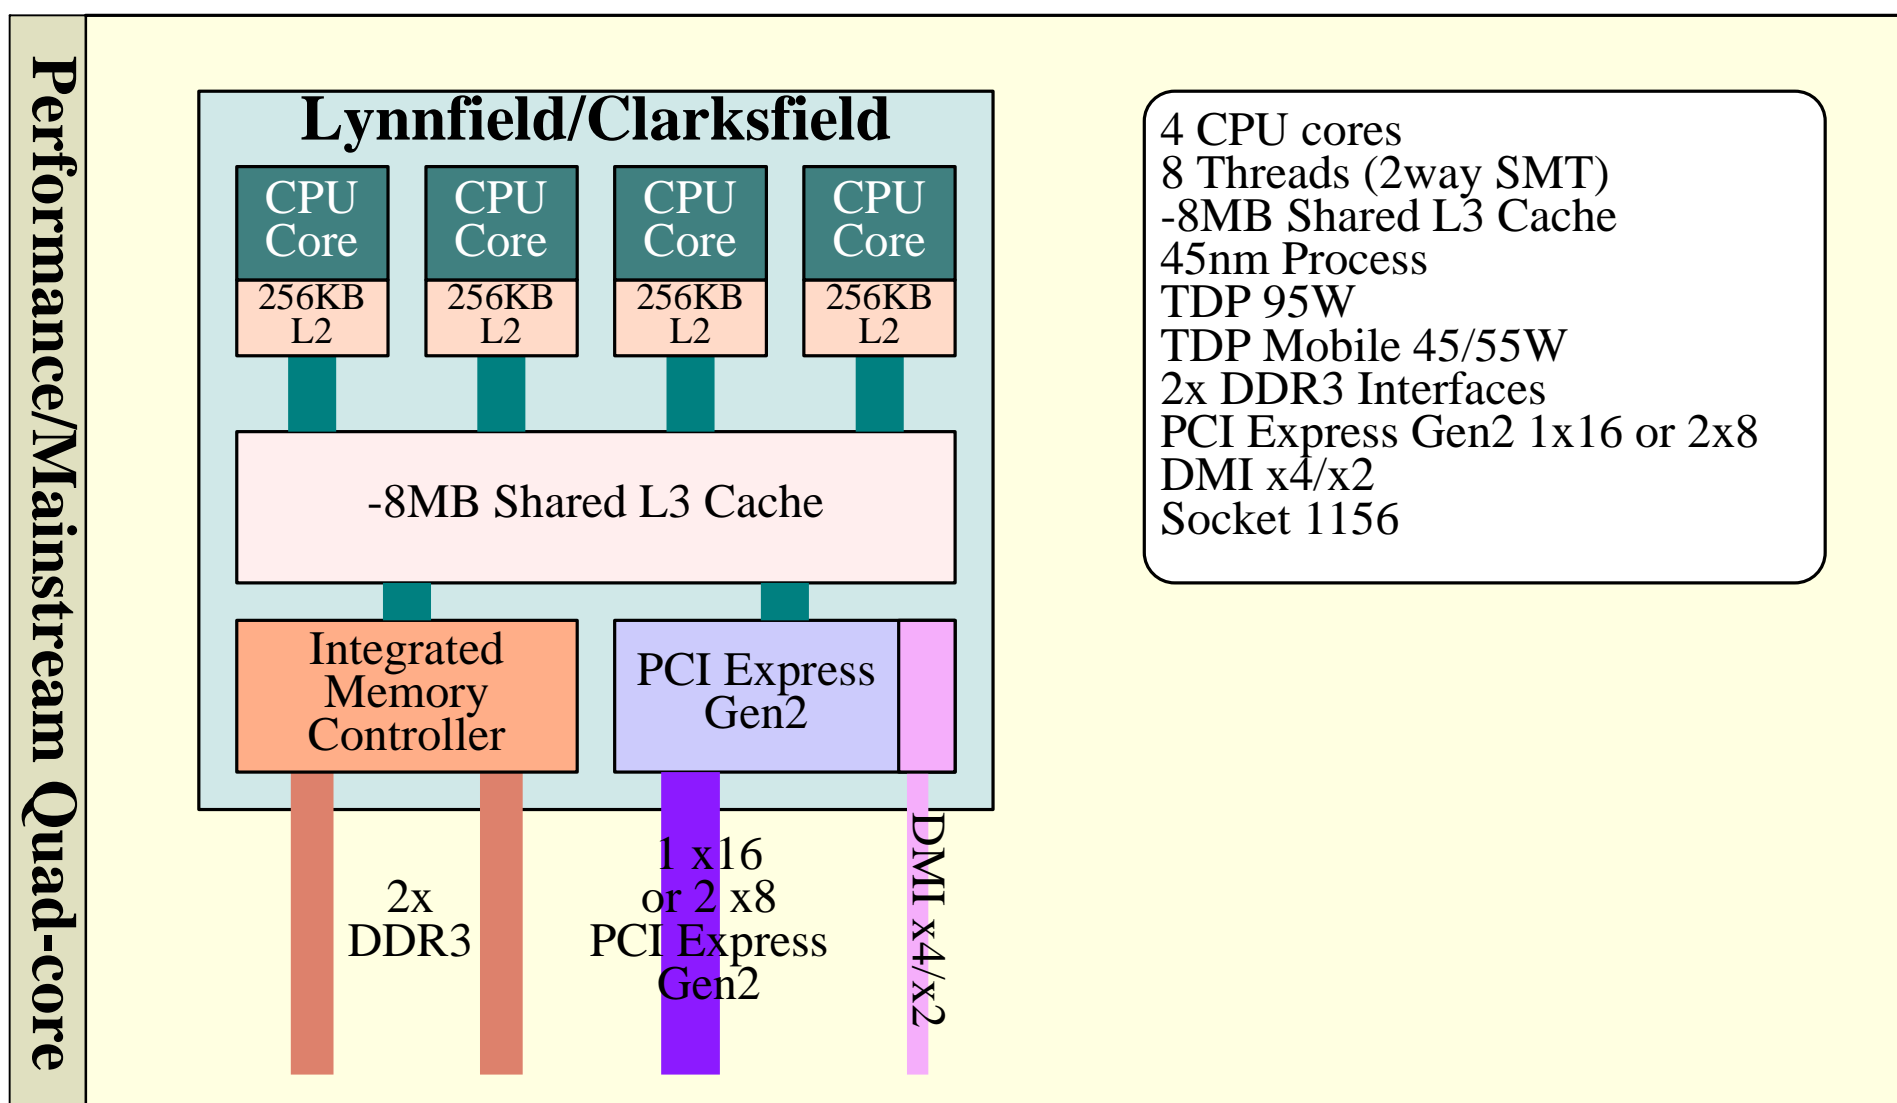 Performance/Mainstream Quad-core
Lynnfield/Clarksfield
CPU
Core
256KB
L2
CPU
Core
256KB
L2
CPU
Core
256KB
L2
CPU
Core
256KB
L2
-8MB Shared L3 Cache
Integrated
Memory
Controller
PCI Express
Gen2
2x
DDR3
1 x16
or 2 x8
PCI Express
Gen2
DMI x4/x2
4 CPU cores
8 Threads (2way SMT)
-8MB Shared L3 Cache
45nm Process
TDP 95W
TDP Mobile 45/55W
2x DDR3 Interfaces
PCI Express Gen2 1x16 or 2x8
DMI x4/x2
Socket 1156